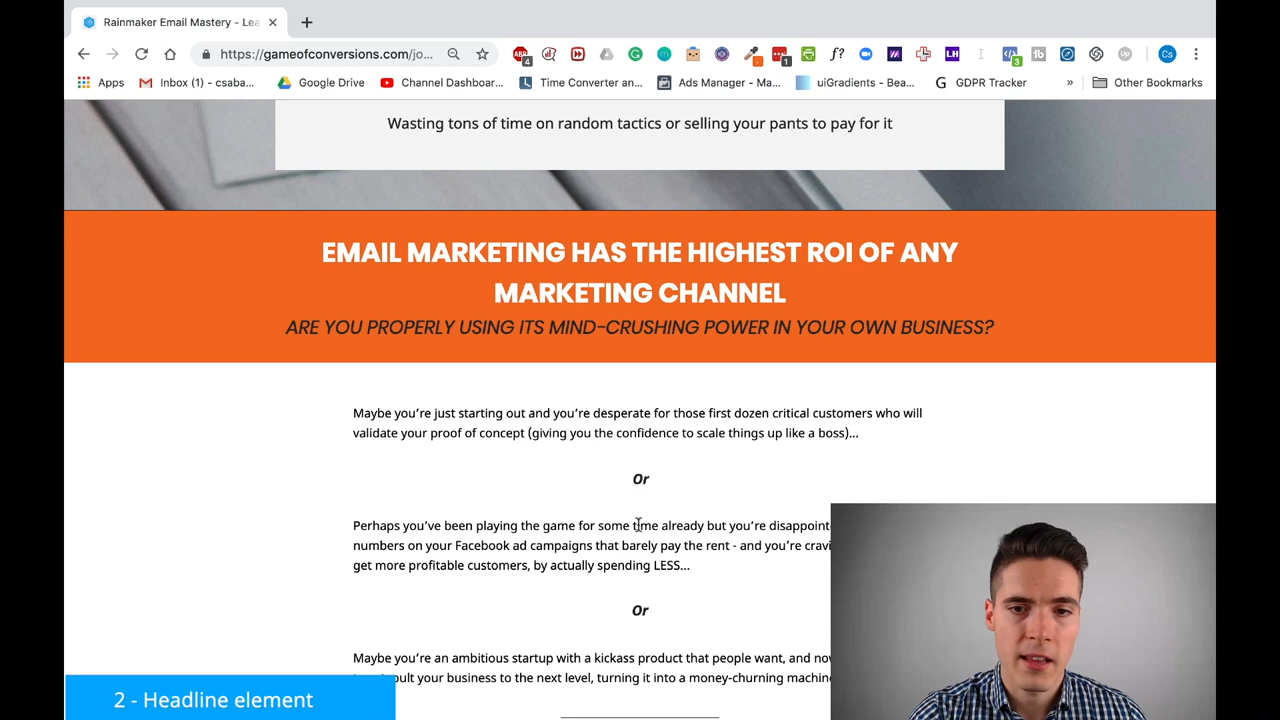 Rainmaker Email Mastery - Lea
https://gameofconversions.com/jo...
Apps Inbox (1) - csaba... Google Drive Channel Dashboar... Time Converter an... Ads Manager - Ma... uiGradients - Bea... GDPR Tracker » Other Bookmarks
Wasting tons of time on random tactics or selling your pants to pay for it
EMAIL MARKETING HAS THE HIGHEST ROI OF ANY
MARKETING CHANNEL
ARE YOU PROPERLY USING ITS MIND-CRUSHING POWER IN YOUR OWN BUSINESS?
Maybe you’re just starting out and you’re desperate for those first dozen critical customers who will
validate your proof of concept (giving you the confidence to scale things up like a boss)...
Or
Perhaps you’ve been playing the game for some time already but you’re disappoint
numbers on your Facebook ad campaigns that barely pay the rent - and you’re cravi
get more profitable customers, by actually spending LESS...
Or
Maybe you’re an ambitious startup with a kickass product that people want, and now
your business to the next level, turning it into a money-churning machine
2 - Headline element